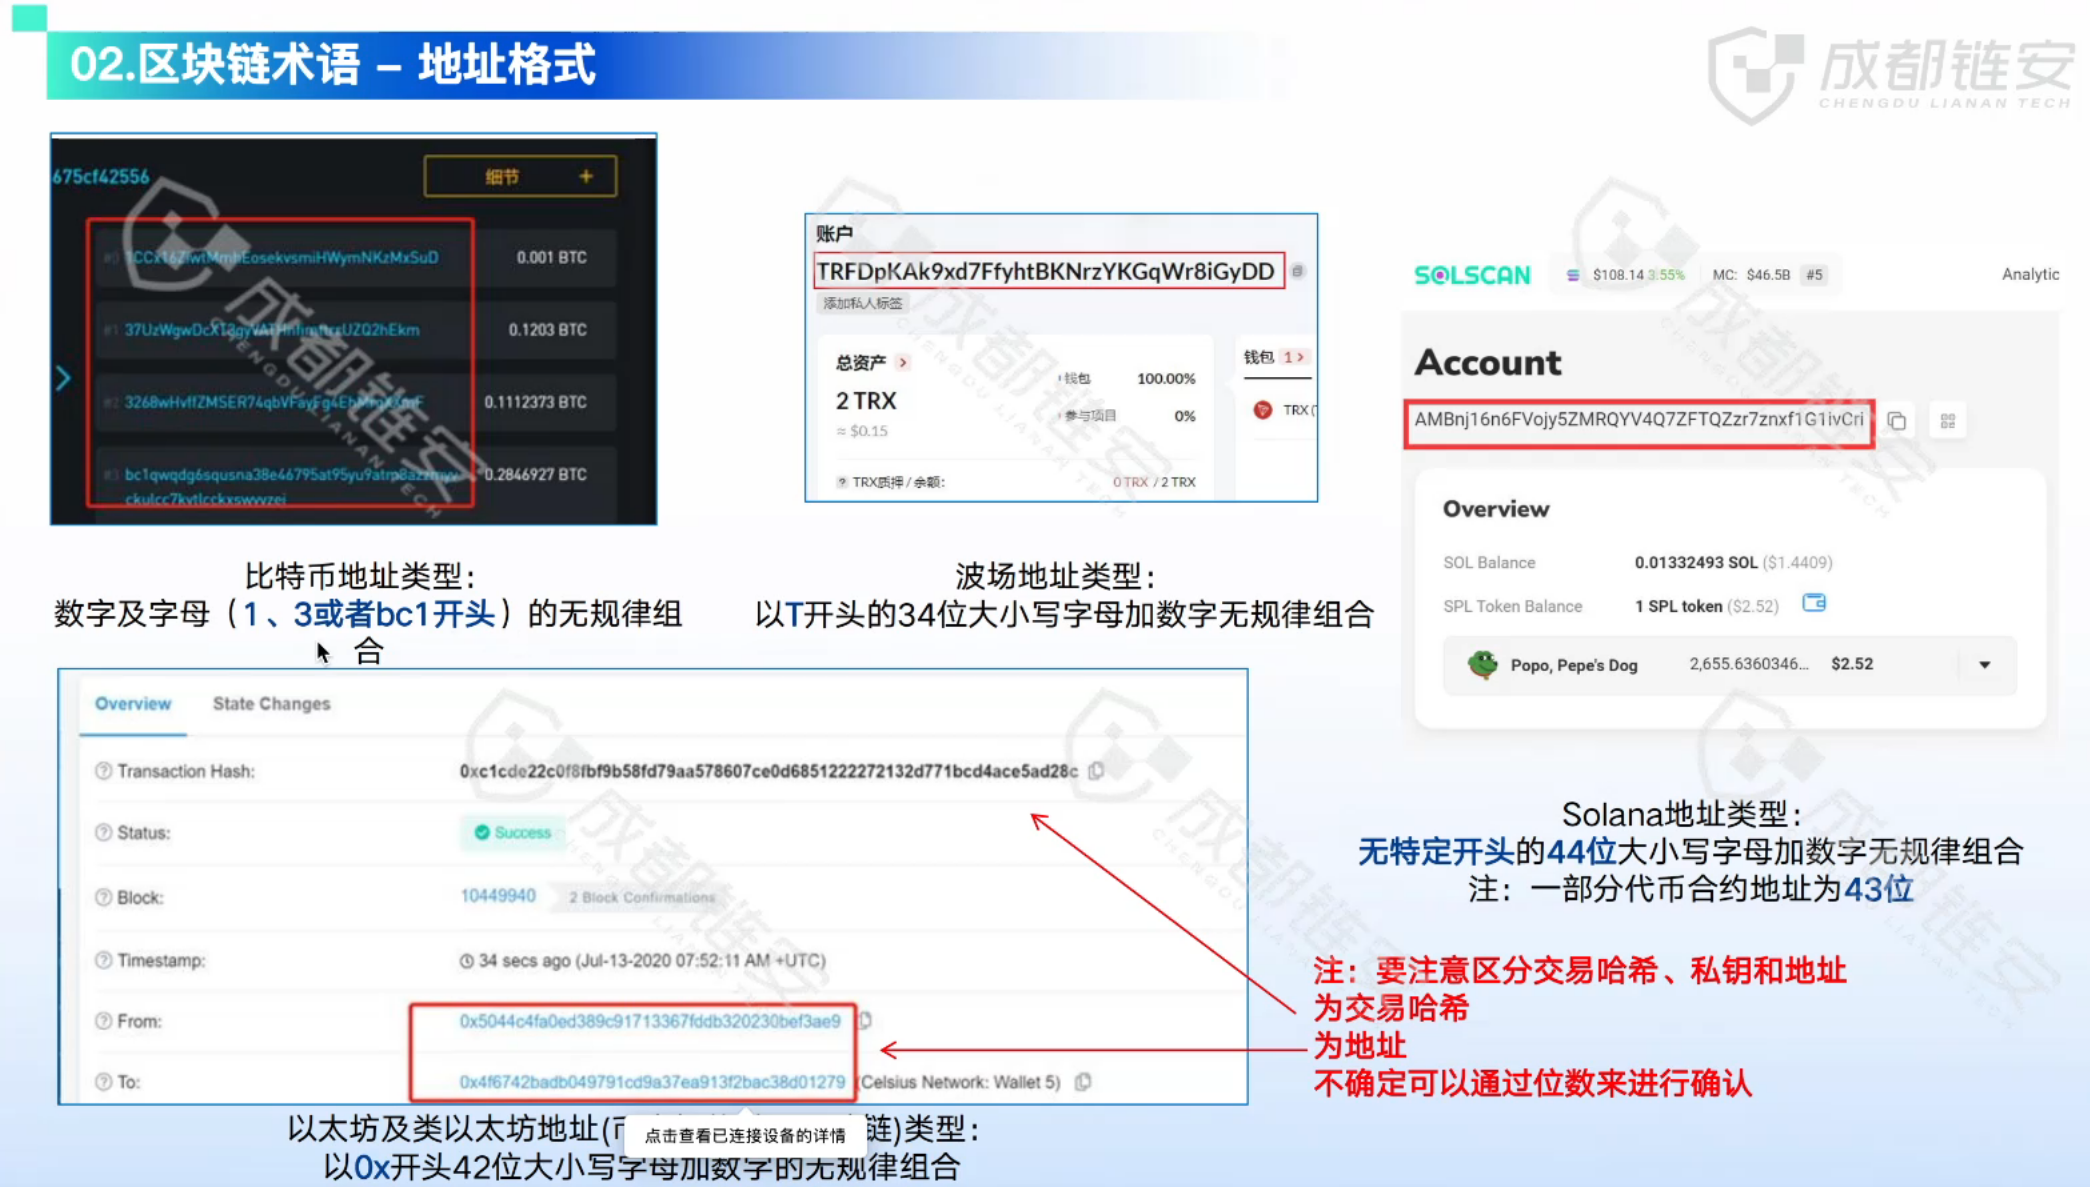 02.区块链术语 – 地址格式
成都链安
CHENGDU LIANAN TECH
675cf42556
细节 +
0.001 BTC
#1 37UzWgwDcXT3gyVATHnfimftrsUZQ2hEkm 0.1203 BTC
#2 3268wHvffZMSER74qbVFayFg4EhMrqXXmF 0.1112373 BTC
0.2846927 BTC
比特币地址类型：
数字及字母（1、3或者bc1开头）的无规律组
合
账户
TRFDpKAk9xd7FfyhtBKNrzYKGqWr8iGyDD
添加私人标签
总资产
2 TRX
≈ $0.15
钱包 100.00%
参与项目 0%
TRX质押 / 余额: 0 TRX / 2 TRX
钱包 1
TRX(
波场地址类型：
以T开头的34位大小写字母加数字无规律组合
SOLSCAN $108.14 3.55% MC: $46.5B #5 Analytic
Account
AMBnj16n6FVojy5ZMRQYV4Q7ZFTQZzr7znxf1G1ivCri
Overview
SOL Balance 0.01332493 SOL ($1.4409)
SPL Token Balance 1 SPL token ($2.52)
Popo, Pepe's Dog 2,655.6360346... $2.52
Solana地址类型：
无特定开头的44位大小写字母加数字无规律组合
注：一部分代币合约地址为43位
Overview State Changes
Transaction Hash: 0xc1cde22c0f8fbf9b58fd79aa578607ce0d6851222272132d771bcd4ace5ad28c
Status: Success
Block: 10449940 2 Block Confirmations
Timestamp: 34 secs ago (Jul-13-2020 07:52:11 AM +UTC)
From: 0x5044c4fa0ed389c91713367fddb320230bef3ae9
To: 0x4f6742badb049791cd9a37ea913f2bac38d01279 (Celsius Network: Wallet 5)
以太坊及类以太坊地址( 链)类型：
点击查看已连接设备的详情
以0x开头42位大小写字母加数字的无规律组合
注：要注意区分交易哈希、私钥和地址
为交易哈希
为地址
不确定可以通过位数来进行确认